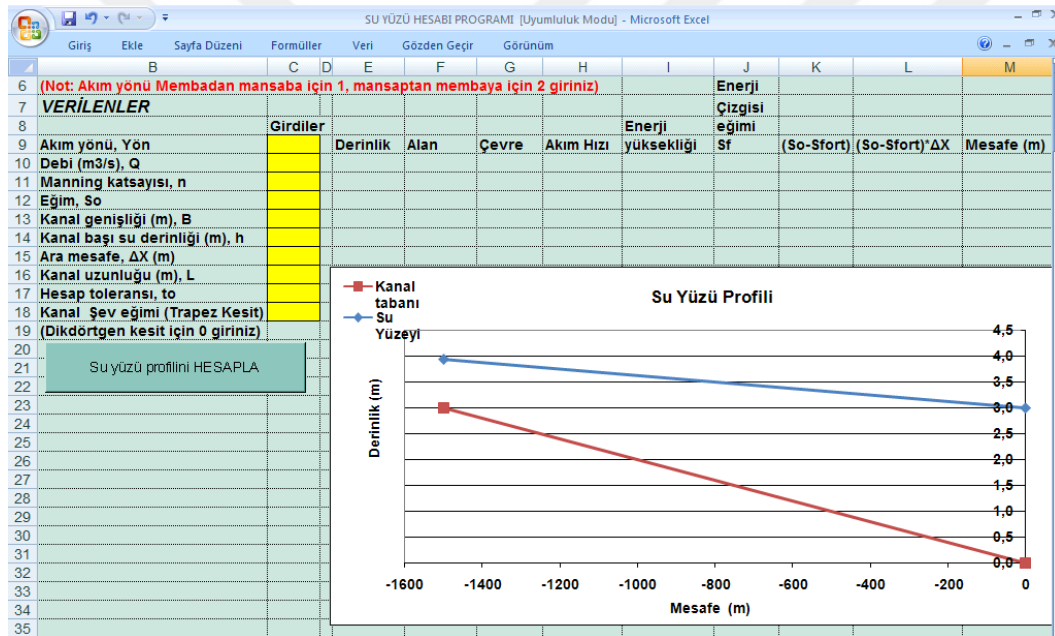 SU YÜZÜ HESABI PROGRAMI [Uyumluluk Modu] - Microsoft Excel
Giriş Ekle Sayfa Düzeni Formüller Veri Gözden Geçir Görünüm
B C D E F G H I J K L M
6 (Not: Akım yönü Membadan mansaba için 1, mansaptan membaya için 2 giriniz) Enerji
7 VERİLENLER Çizgisi
8 Girdiler Enerji eğimi
9 Akım yönü, Yön Derinlik Alan Çevre Akım Hızı yüksekliği Sf (So-Sfort) (So-Sfort)*ΔX Mesafe (m)
10 Debi (m3/s), Q
11 Manning katsayısı, n
12 Eğim, So
13 Kanal genişliği (m), B
14 Kanal başı su derinliği (m), h
15 Ara mesafe, ΔX (m)
16 Kanal uzunluğu (m), L
17 Hesap toleransı, to
18 Kanal Şev eğimi (Trapez Kesit)
19 (Dikdörtgen kesit için 0 giriniz)
20
21 Su yüzü profilini HESAPLA
22
23
24
25
26
27
28
29
30
31
32
33
34
35
Kanal
tabanı
Su
Yüzeyi
Su Yüzü Profili
4,5
4,0
3,5
3,0
2,5
2,0
1,5
1,0
0,5
0,0
Derinlik (m)
-1600 -1400 -1200 -1000 -800 -600 -400 -200 0
Mesafe (m)